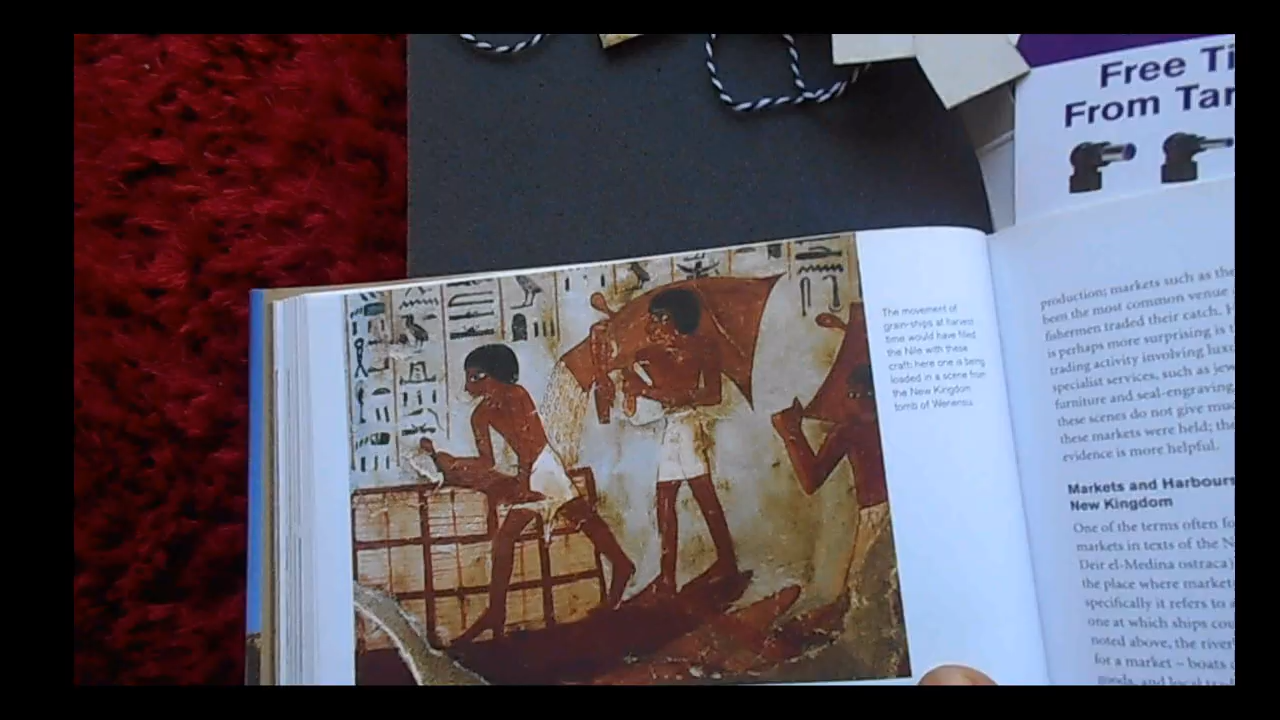 Free Ti
From Tar
The movement of
grain-ships at harvest
time would have filled
the Nile with these
craft; here one is being
loaded in a scene from
the New Kingdom
tomb of Wenensu.
production; markets such as the
been the most common venue
fishermen traded their catch. H
is perhaps more surprising is t
trading activity involving luxu
specialist services, such as jew
furniture and seal-engraving,
these scenes do not give muc
these markets were held; the
evidence is more helpful.
Markets and Harbours
New Kingdom
One of the terms often fo
markets in texts of the N
Deir el-Medina ostraca)
the place where market
specifically it refers to a
one at which ships cou
noted above, the river
for a market – boats
goods, and local trad